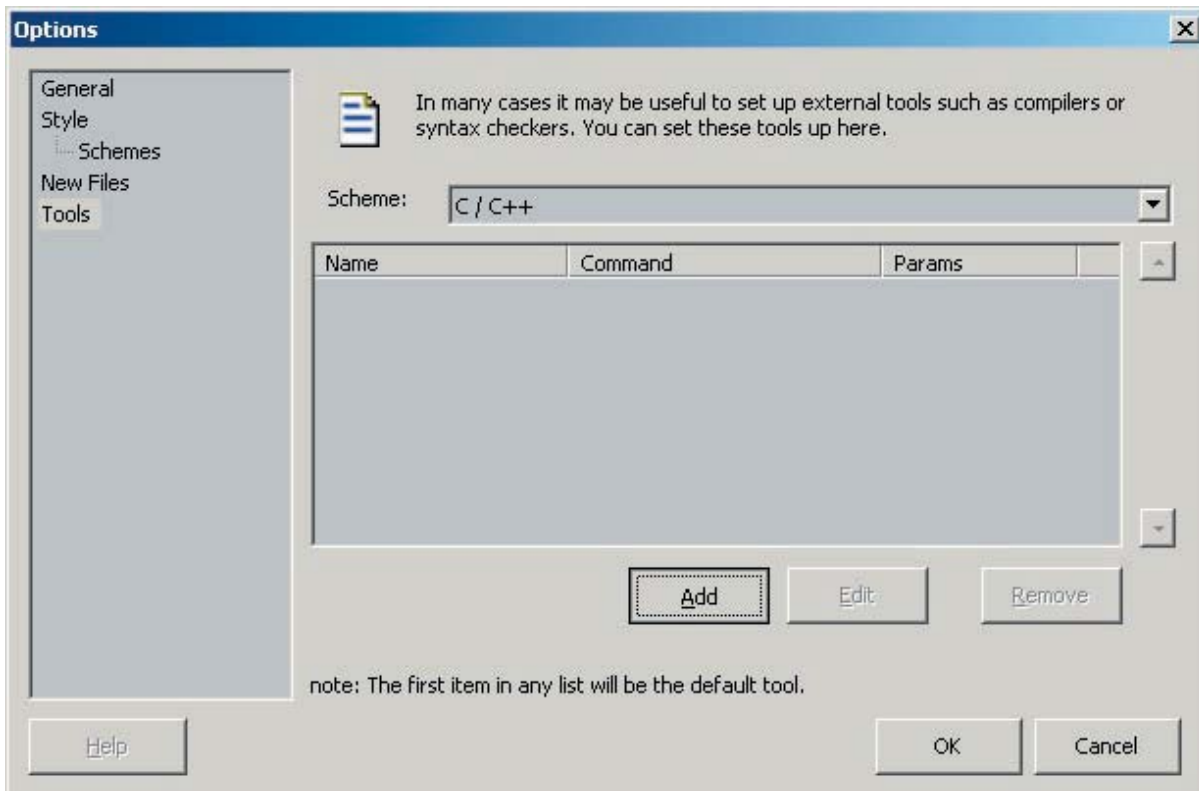 Options
General
Style
Schemes
New Files
Tools
In many cases it may be useful to set up external tools such as compilers or
syntax checkers. You can set these tools up here.
Scheme: C / C++
Name Command Params
Add Edit Remove
note: The first item in any list will be the default tool.
Help OK Cancel